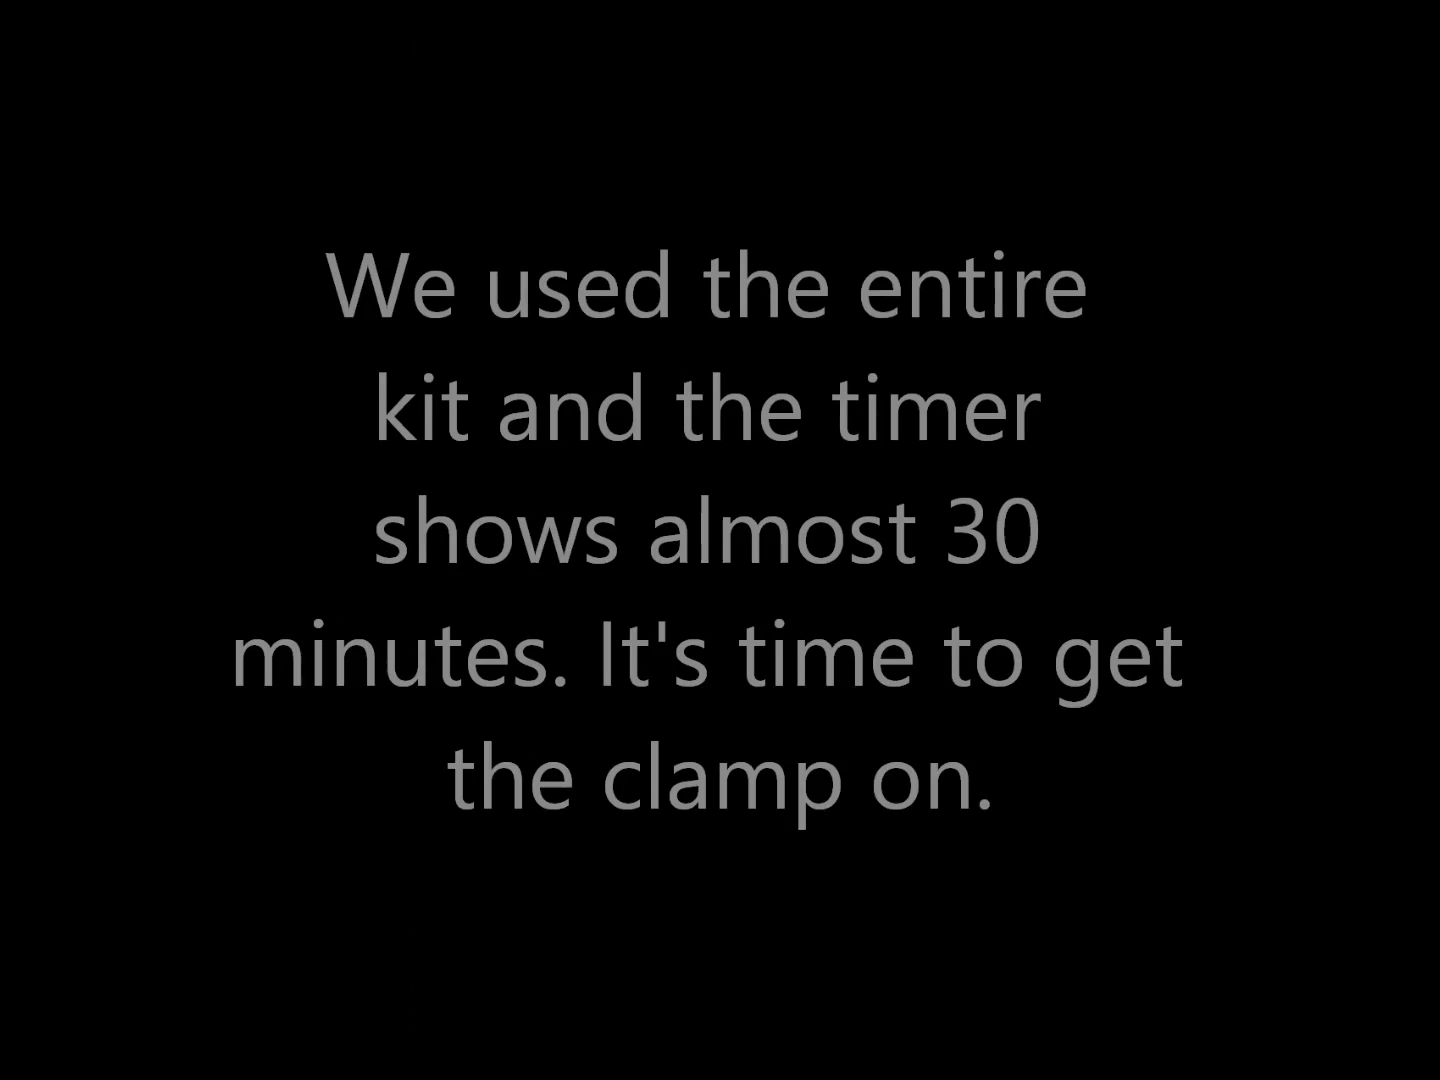 We used the entire
kit and the timer
shows almost 30
minutes. It's time to get
the clamp on.